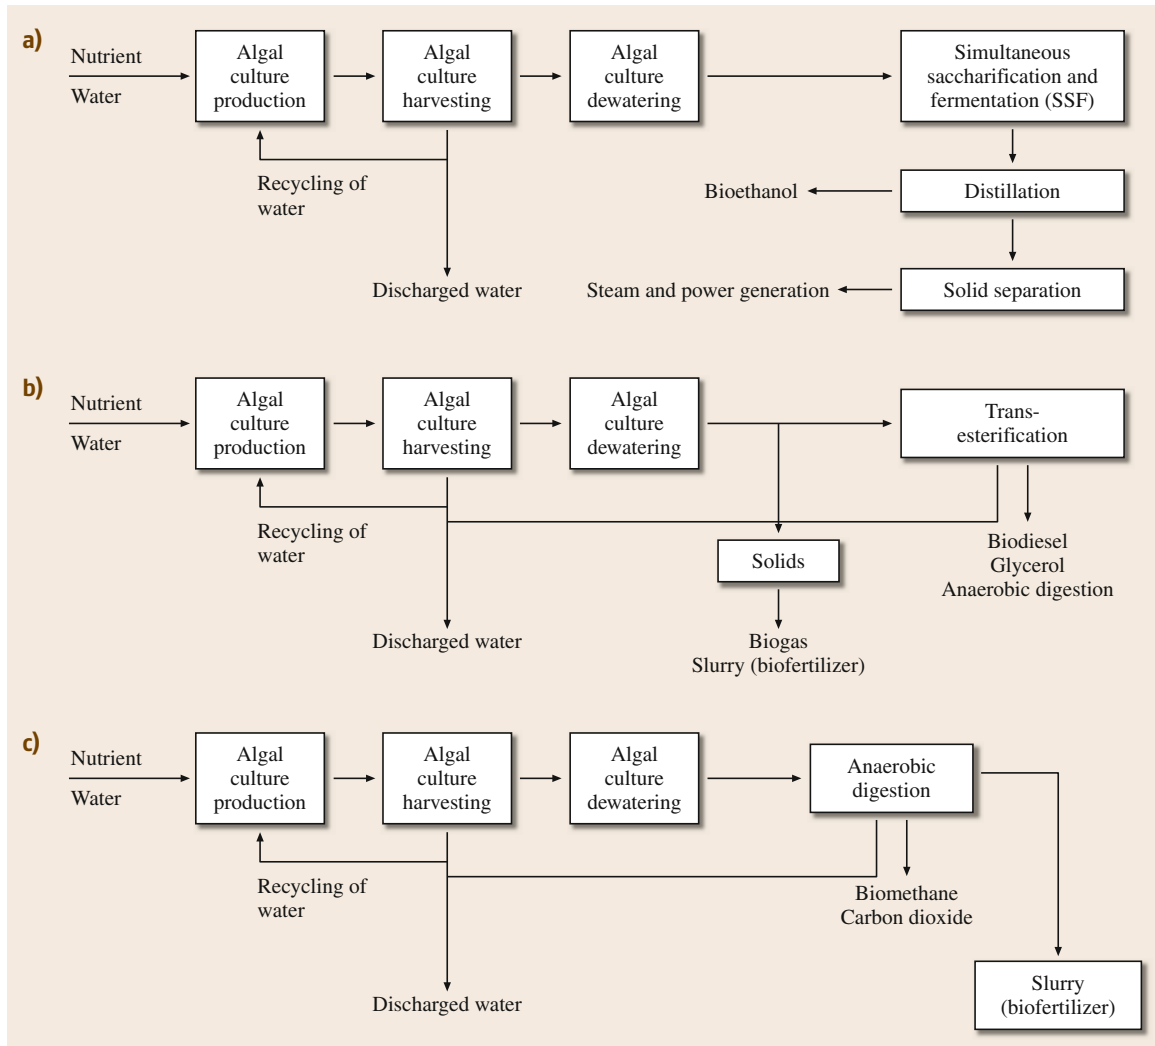 a)
Nutrient
Water
Algal
culture
production
Algal
culture
harvesting
Algal
culture
dewatering
Simultaneous
saccharification and
fermentation (SSF)
Recycling of
water
Bioethanol
Distillation
Discharged water
Steam and power generation
Solid separation
b)
Nutrient
Water
Algal
culture
production
Algal
culture
harvesting
Algal
culture
dewatering
Trans-
esterification
Recycling of
water
Solids
Biodiesel
Glycerol
Anaerobic digestion
Discharged water
Biogas
Slurry (biofertilizer)
c)
Nutrient
Water
Algal
culture
production
Algal
culture
harvesting
Algal
culture
dewatering
Anaerobic
digestion
Recycling of
water
Biomethane
Carbon dioxide
Discharged water
Slurry
(biofertilizer)